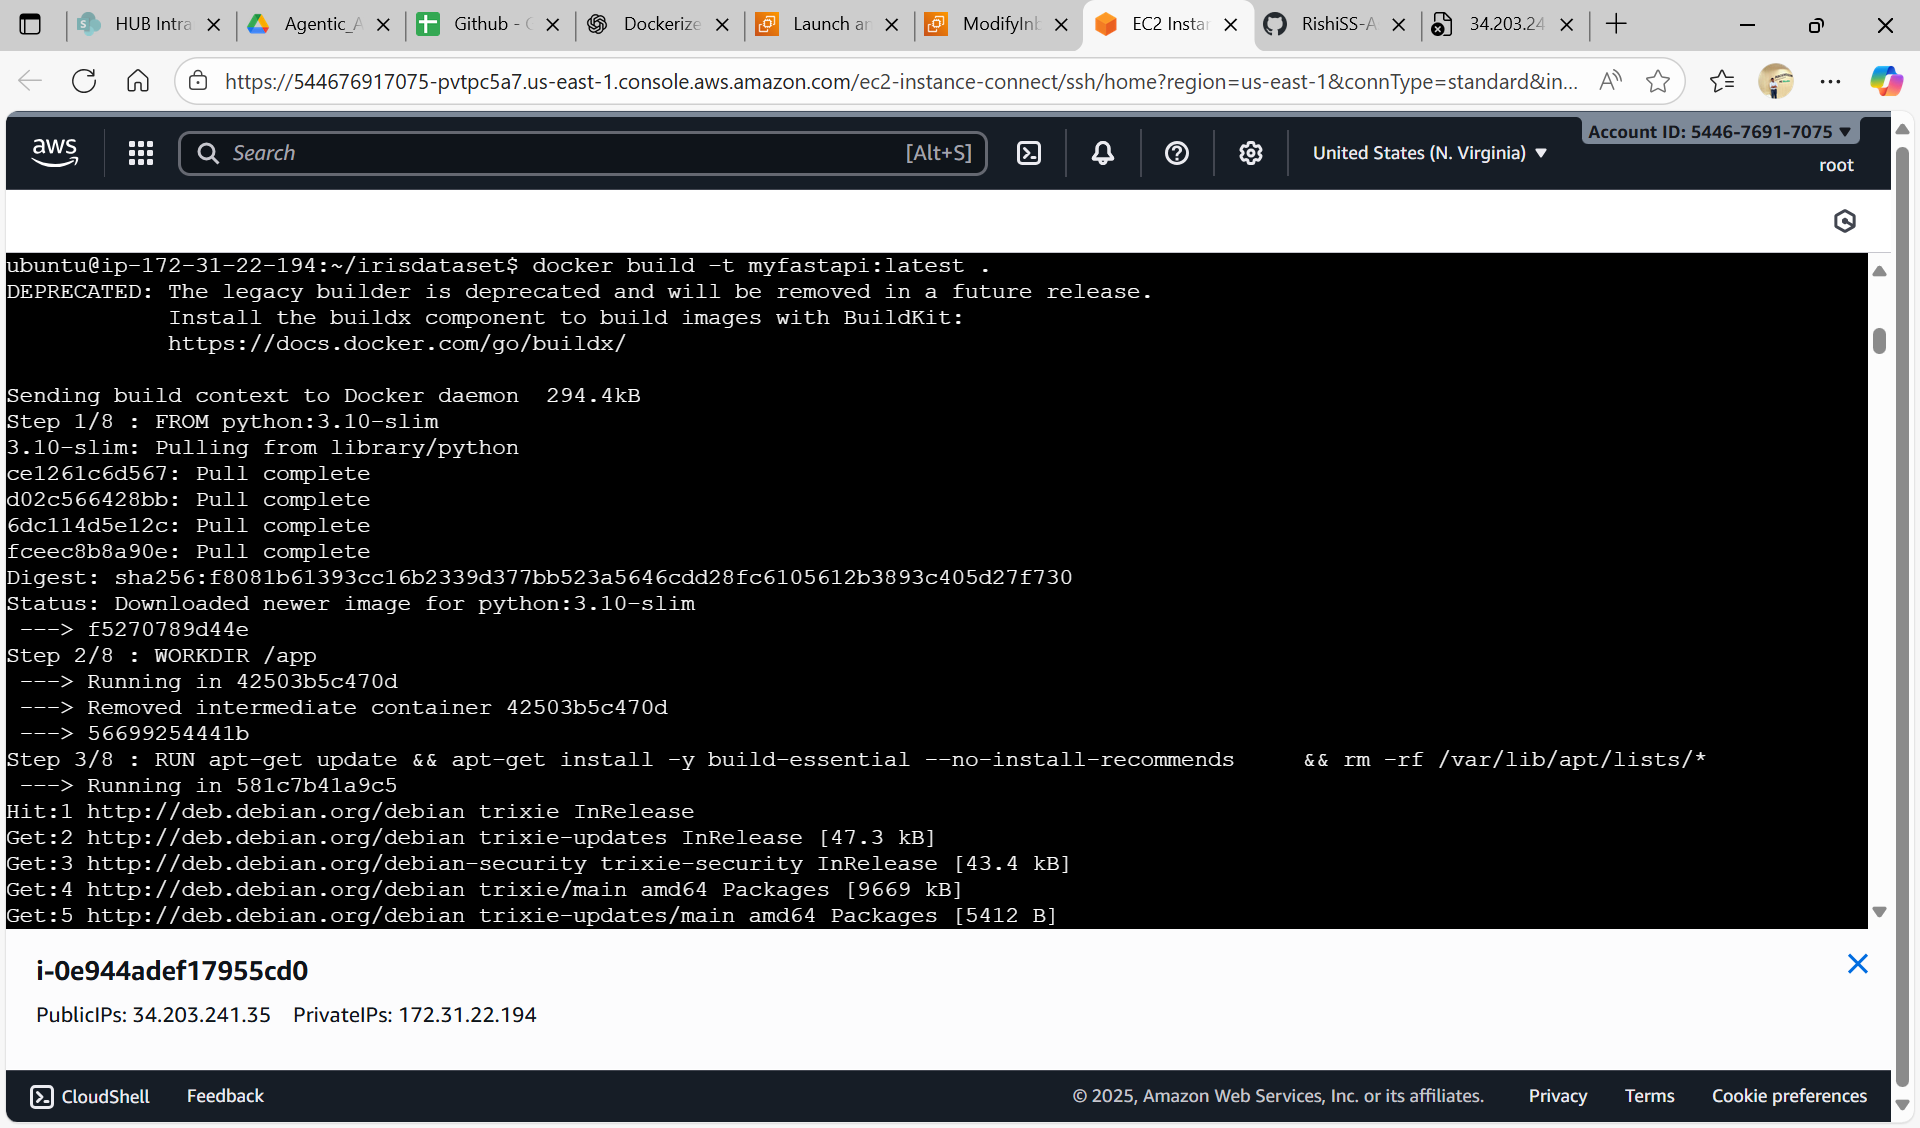 HUB Intra
Agentic_A
Github - G
Dockerize
Launch an
ModifyInb
EC2 Instan
RishiSS-A
34.203.24
https://544676917075-pvtpc5a7.us-east-1.console.aws.amazon.com/ec2-instance-connect/ssh/home?region=us-east-1&connType=standard&in...
aws
Search
[Alt+S]
United States (N. Virginia)
Account ID: 5446-7691-7075
root
ubuntu@ip-172-31-22-194:~/irisdataset$ docker build -t myfastapi:latest .
DEPRECATED: The legacy builder is deprecated and will be removed in a future release.
Install the buildx component to build images with BuildKit:
https://docs.docker.com/go/buildx/
Sending build context to Docker daemon  294.4kB
Step 1/8 : FROM python:3.10-slim
3.10-slim: Pulling from library/python
ce1261c6d567: Pull complete
d02c566428bb: Pull complete
6dc114d5e12c: Pull complete
fceec8b8a90e: Pull complete
Digest: sha256:f8081b61393cc16b2339d377bb523a5646cdd28fc6105612b3893c405d27f730
Status: Downloaded newer image for python:3.10-slim
---> f5270789d44e
Step 2/8 : WORKDIR /app
---> Running in 42503b5c470d
---> Removed intermediate container 42503b5c470d
---> 56699254441b
Step 3/8 : RUN apt-get update && apt-get install -y build-essential --no-install-recommends     && rm -rf /var/lib/apt/lists/*
---> Running in 581c7b41a9c5
Hit:1 http://deb.debian.org/debian trixie InRelease
Get:2 http://deb.debian.org/debian trixie-updates InRelease [47.3 kB]
Get:3 http://deb.debian.org/debian-security trixie-security InRelease [43.4 kB]
Get:4 http://deb.debian.org/debian trixie/main amd64 Packages [9669 kB]
Get:5 http://deb.debian.org/debian trixie-updates/main amd64 Packages [5412 B]
i-0e944adef17955cd0
PublicIPs: 34.203.241.35    PrivateIPs: 172.31.22.194
CloudShell
Feedback
© 2025, Amazon Web Services, Inc. or its affiliates.
Privacy
Terms
Cookie preferences